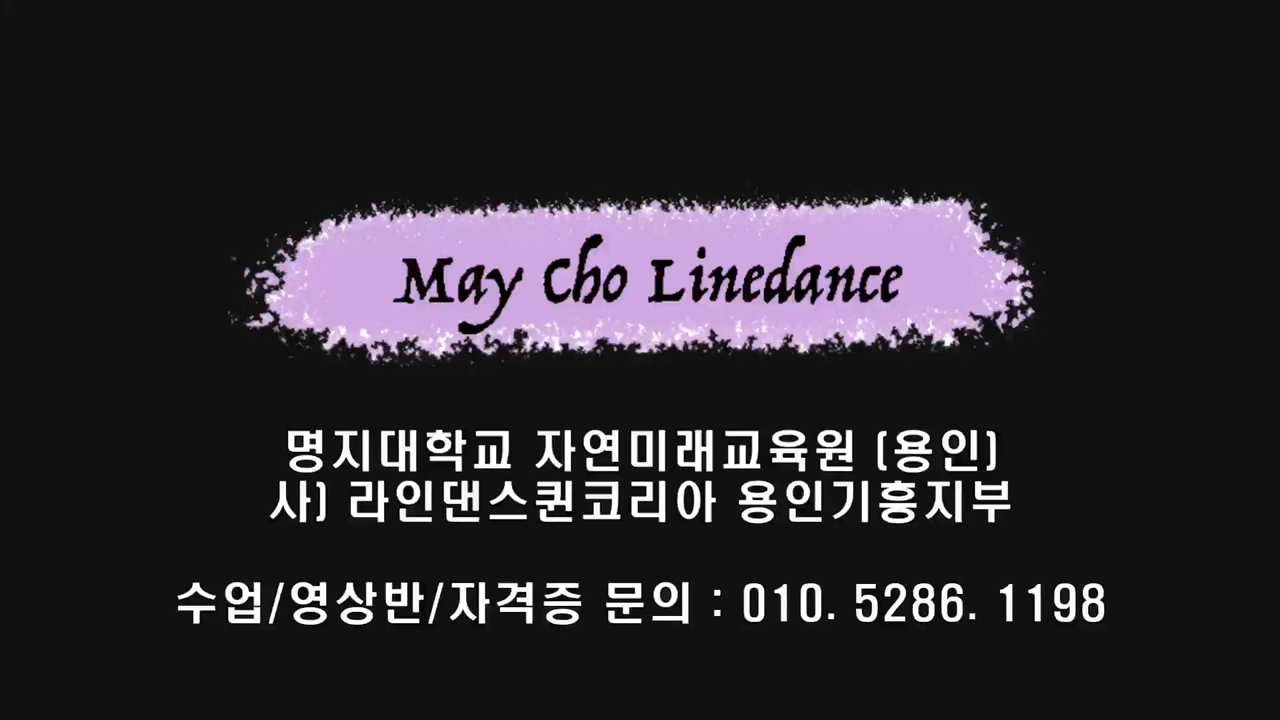 May Cho Linedance
명지대학교 자연미래교육원 (용인)
사) 라인댄스퀸코리아 용인기흥지부
수업/영상반/자격증 문의 : 010. 5286. 1198